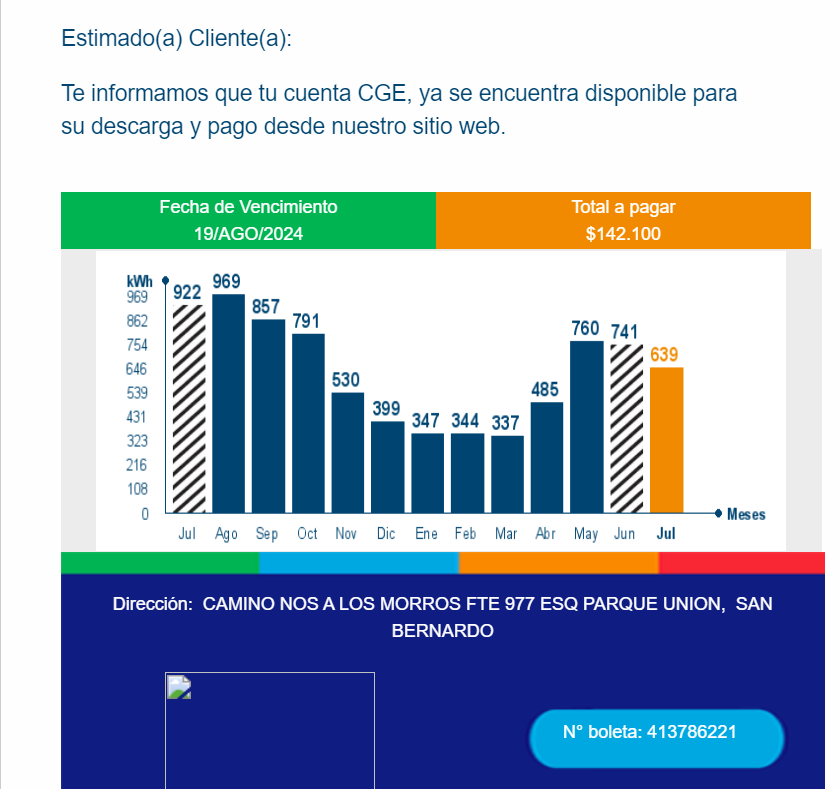 Estimado(a) Cliente(a):
Te informamos que tu cuenta CGE, ya se encuentra disponible para
su descarga y pago desde nuestro sitio web.
Fecha de Vencimiento
19/AGO/2024
Total a pagar
$142.100
kWh
969
862
754
646
539
431
323
216
108
0
922 969 857 791 530 399 347 344 337 485 760 741 639
Jul Ago Sep Oct Nov Dic Ene Feb Mar Abr May Jun Jul
Meses
Dirección: CAMINO NOS A LOS MORROS FTE 977 ESQ PARQUE UNION, SAN
BERNARDO
N° boleta: 413786221